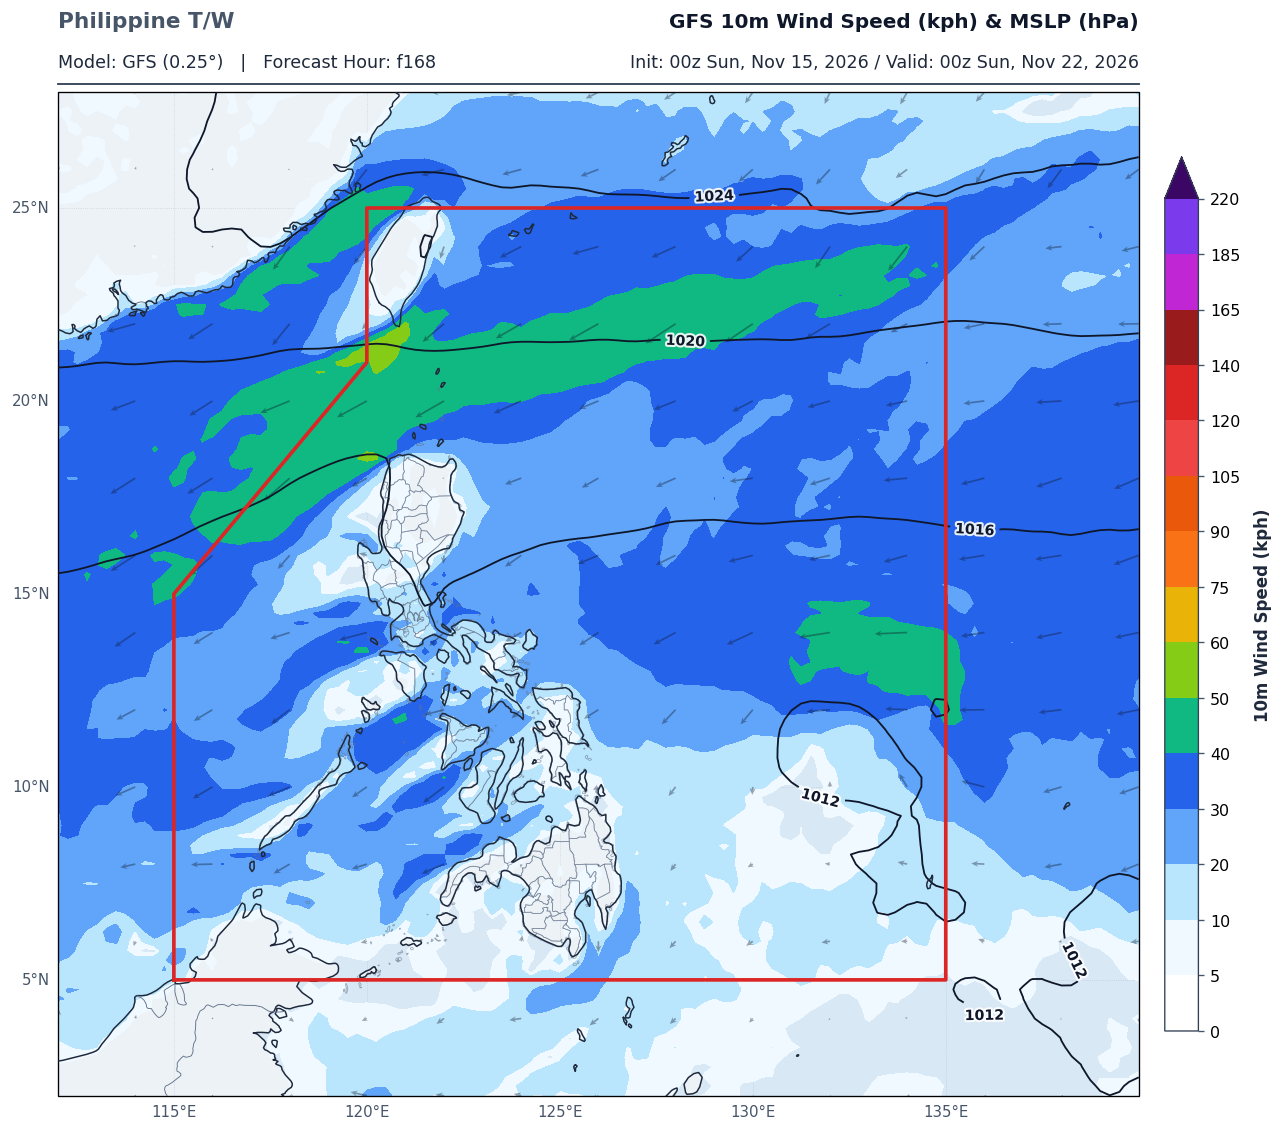 Philippine T/W
GFS 10m Wind Speed (kph) & MSLP (hPa)
Model: GFS (0.25°) | Forecast Hour: f168
Init: 00z Sun, Nov 15, 2026 / Valid: 00z Sun, Nov 22, 2026
25°N
20°N
15°N
10°N
5°N
115°E
120°E
125°E
130°E
135°E
1024
1020
1016
1012
1012
1012
220
185
165
140
120
105
90
75
60
50
40
30
20
10
5
0
10m Wind Speed (kph)